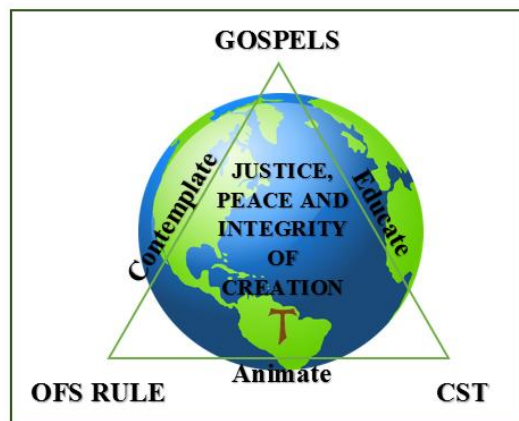 GOSPELS
Contemplate
Educate
JUSTICE,
PEACE AND
INTEGRITY
OF
CREATION
Animate
OFS RULE
CST